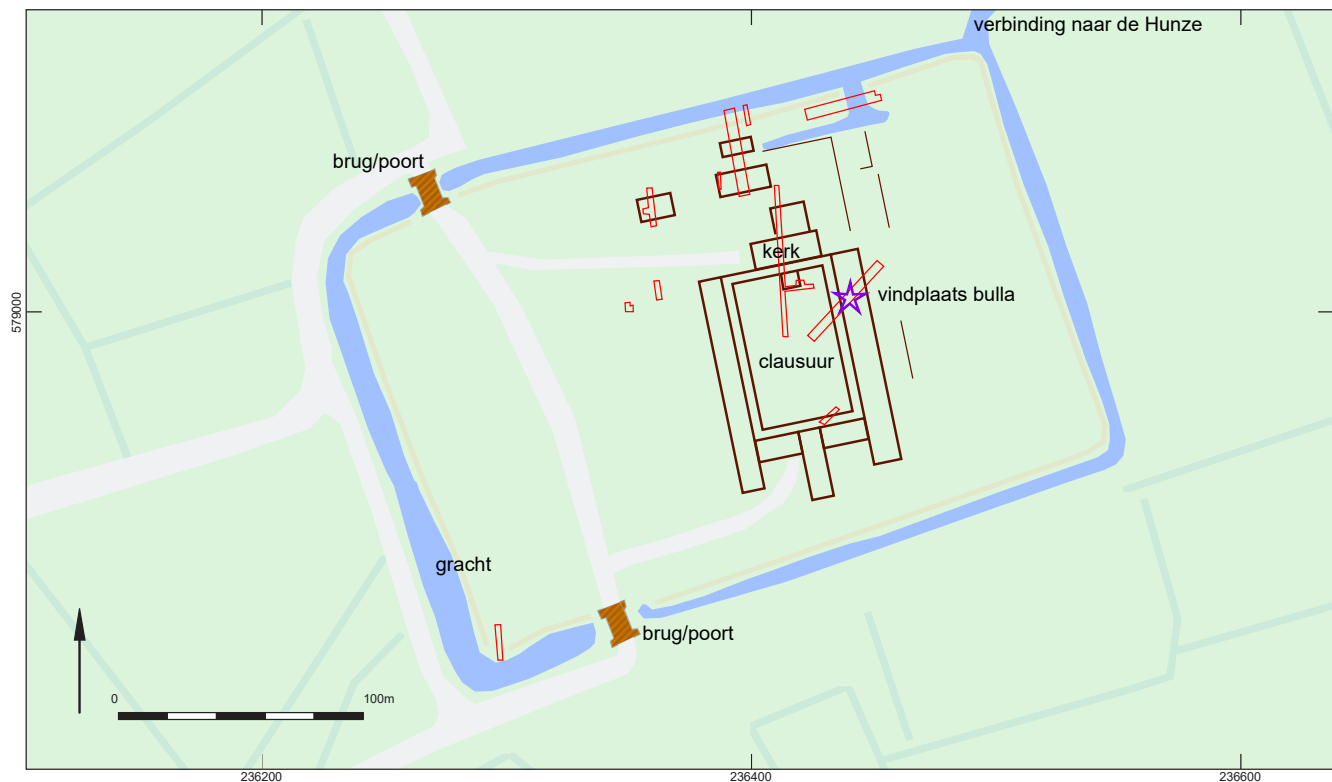 verbinding naar de Hunze
brug/poort
kerk
vindplaats bulla
579000
clausuur
gracht
brug/poort
0 100m
236200 236400 236600